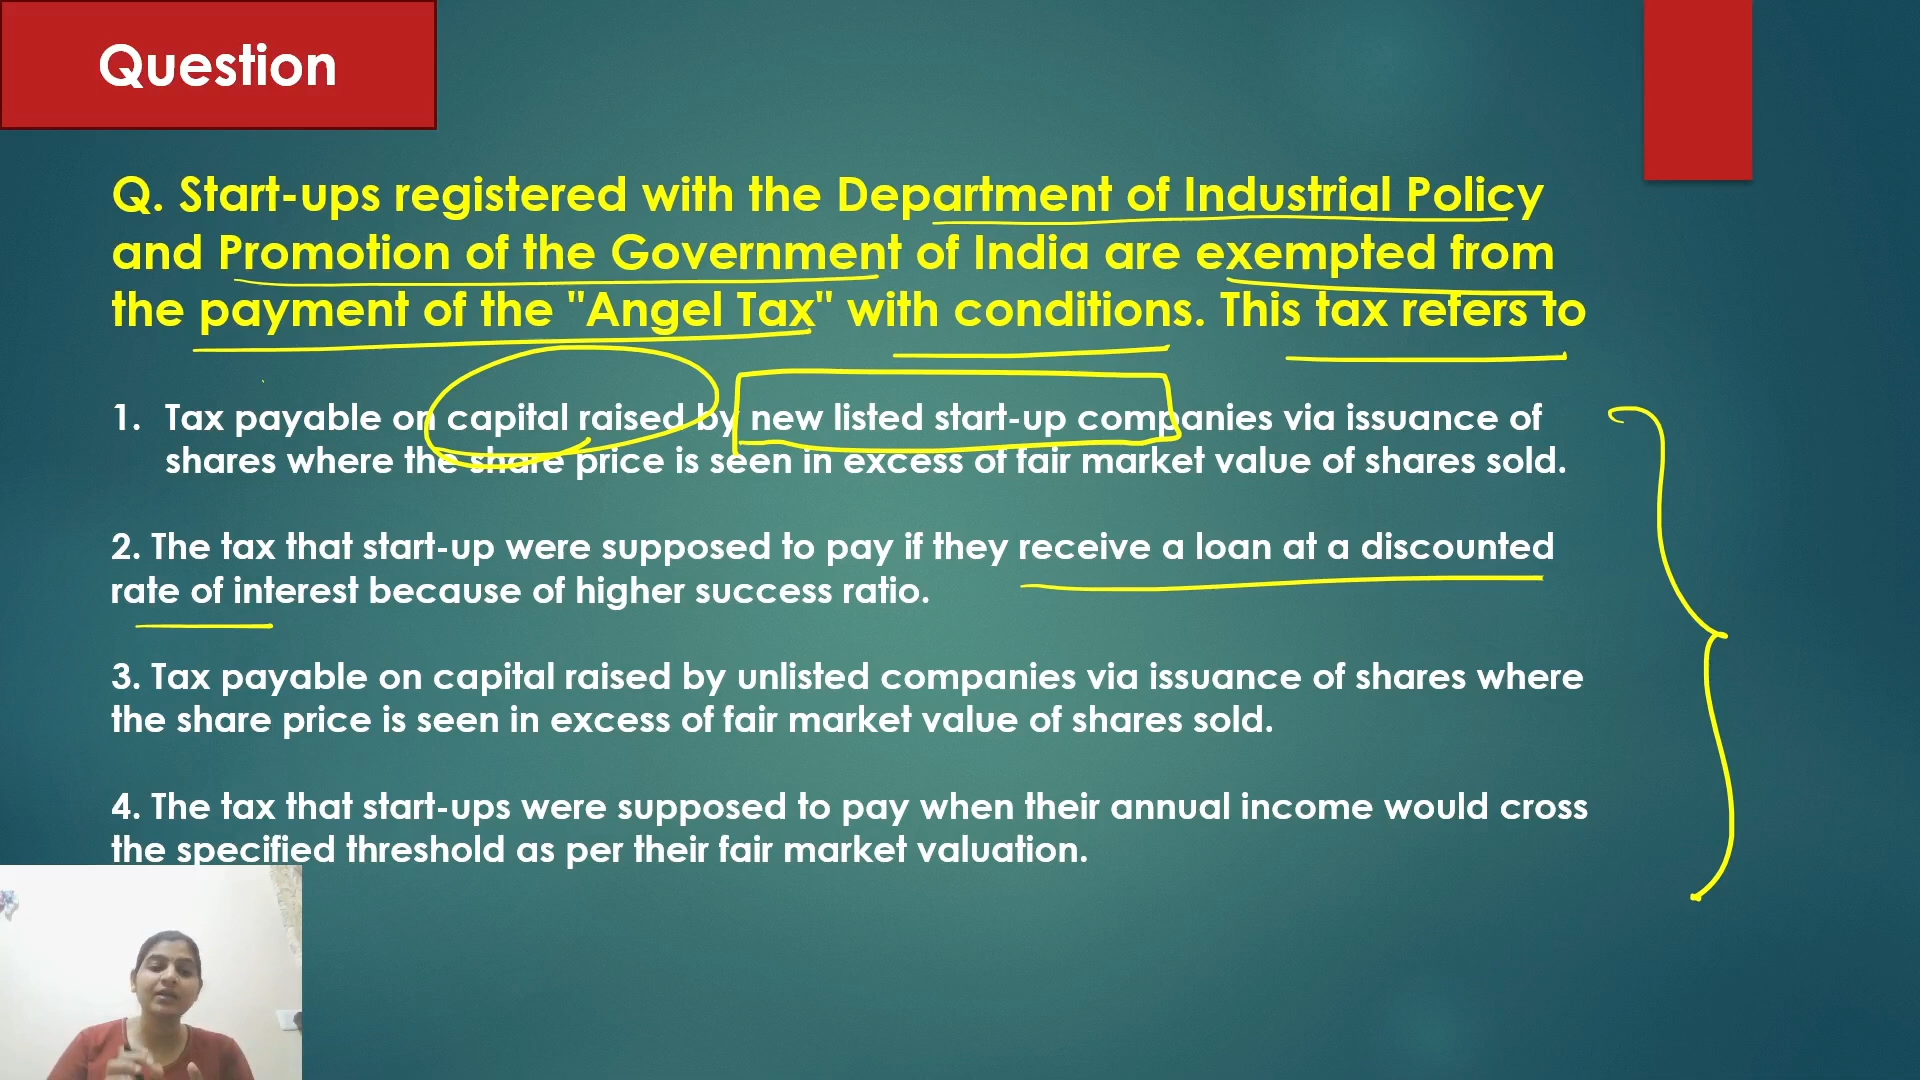 Question
Q. Start-ups registered with the Department of Industrial Policy
and Promotion of the Government of India are exempted from
the payment of the "Angel Tax" with conditions. This tax refers to
1. Tax payable on capital raised by new listed start-up companies via issuance of
shares where the share price is seen in excess of fair market value of shares sold.
2. The tax that start-up were supposed to pay if they receive a loan at a discounted
rate of interest because of higher success ratio.
3. Tax payable on capital raised by unlisted companies via issuance of shares where
the share price is seen in excess of fair market value of shares sold.
4. The tax that start-ups were supposed to pay when their annual income would cross
the specified threshold as per their fair market valuation.